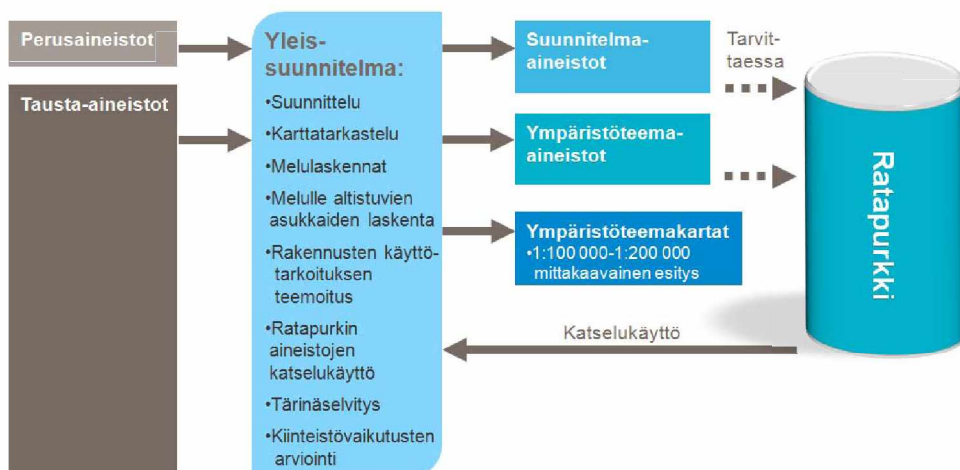 Perusaineistot
Tausta-aineistot
Yleis-
suunnitelma:
•Suunnittelu
•Karttatarkastelu
•Melulaskennat
•Melulle altistuvien
asukkaiden laskenta
•Rakennusten käyttö-
tarkoituksen
teemoitus
•Ratapurkin
aineistojen
katselukäyttö
•Tärinäselvitys
•Kiinteistövaikutusten
arviointi
Suunnitelma-
aineistot
Ympäristöteema-
aineistot
Ympäristöteemakartat
•1:100 000-1:200 000
mittakaavainen esitys
Tarvit-
taessa
Katselukäyttö
Ratapurkki